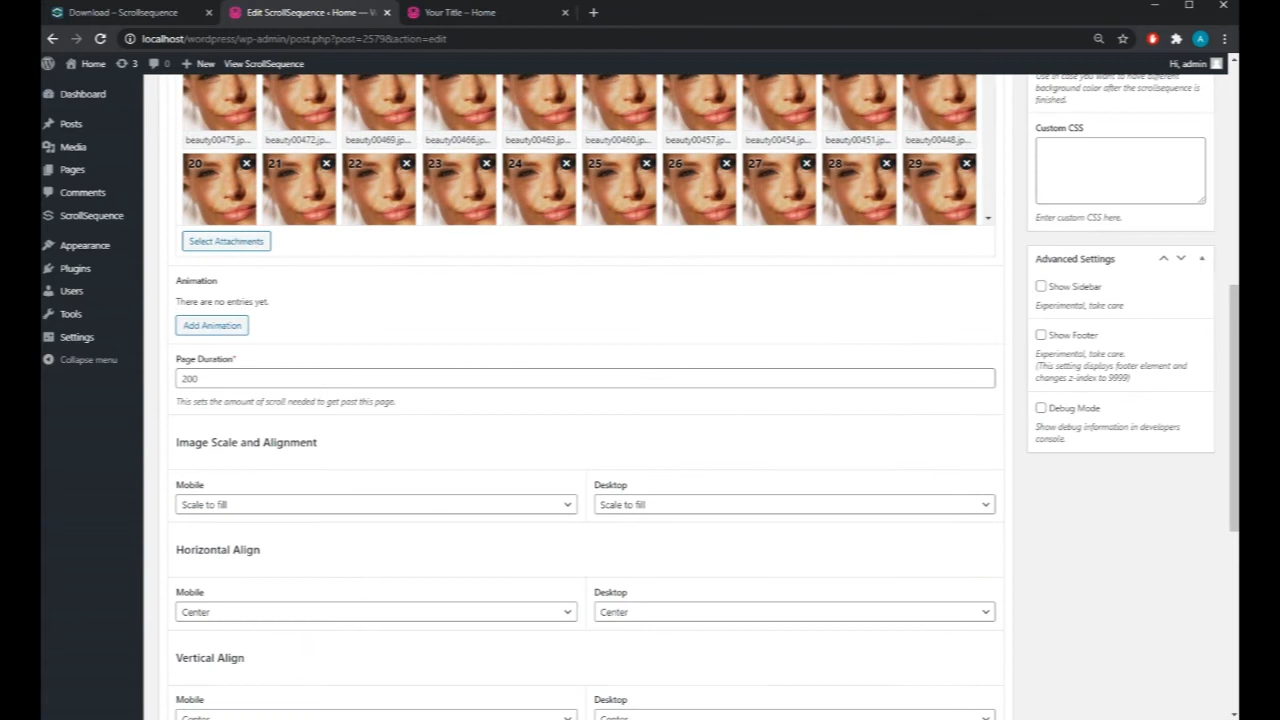 Download – Scrollsequence
Edit ScrollSequence ‹ Home — W
Your Title – Home
localhost/wordpress/wp-admin/post.php?post=2579&action=edit
Home
3
0
New
View ScrollSequence
Hi, admin
Dashboard
Posts
Media
Pages
Comments
ScrollSequence
Appearance
Plugins
Users
Tools
Settings
Collapse menu
beauty00475.jp...
beauty00472.jp...
beauty00469.jp...
beauty00466.jp...
beauty00463.jp...
beauty00460.jp...
beauty00457.jp...
beauty00454.jp...
beauty00451.jp...
beauty00448.jp...
20
21
22
23
24
25
26
27
28
29
Select Attachments
Animation
There are no entries yet.
Add Animation
Page Duration*
200
This sets the amount of scroll needed to get past this page.
Image Scale and Alignment
Mobile
Scale to fill
Desktop
Scale to fill
Horizontal Align
Mobile
Center
Desktop
Center
Vertical Align
Mobile
Center
Desktop
Center
Use in case you want to have different
background color after the scrollsequence is
finished.
Custom CSS
Enter custom CSS here.
Advanced Settings
Show Sidebar
Experimental, take care
Show Footer
Experimental, take care.
(This setting displays footer element and
changes z-index to 9999)
Debug Mode
Show debug information in developers
console.